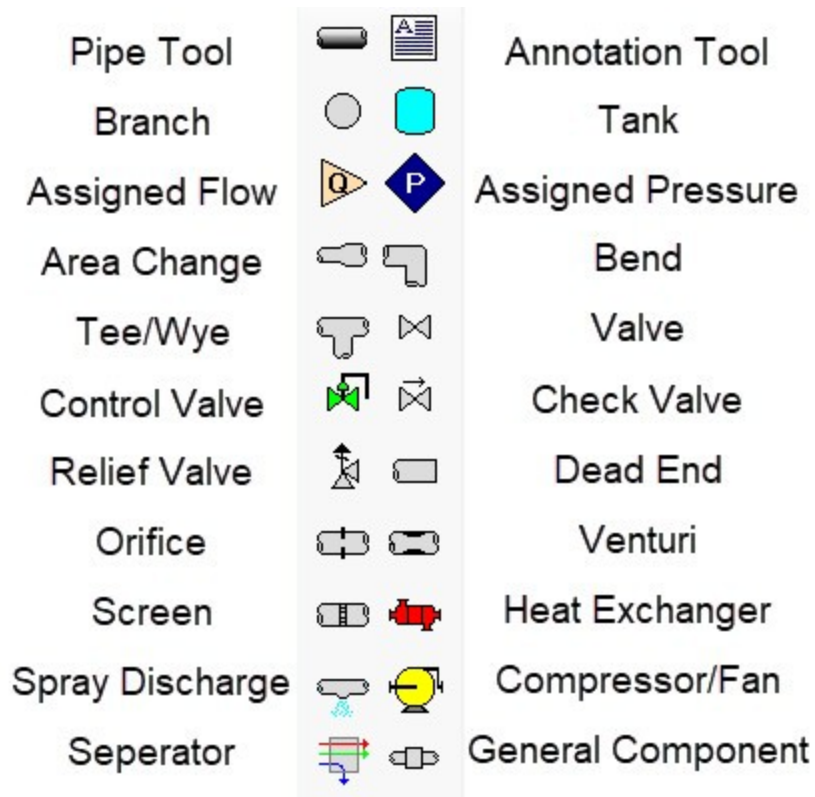 Pipe Tool A Annotation Tool
Branch Tank
Assigned Flow Q P Assigned Pressure
Area Change Bend
Tee/Wye Valve
Control Valve Check Valve
Relief Valve Dead End
Orifice Venturi
Screen Heat Exchanger
Spray Discharge Compressor/Fan
Seperator General Component